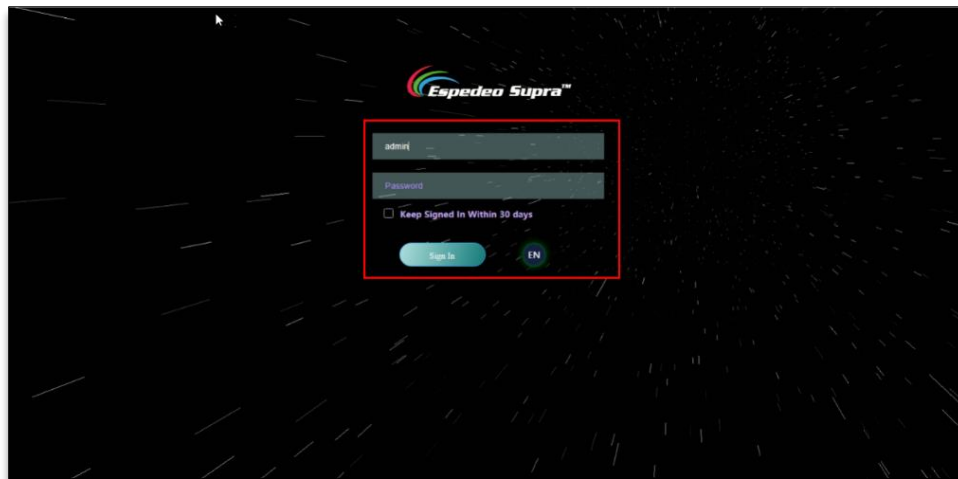 Espedeo Supra™
admin
Password
Keep Signed In Within 30 days
Sign In
EN